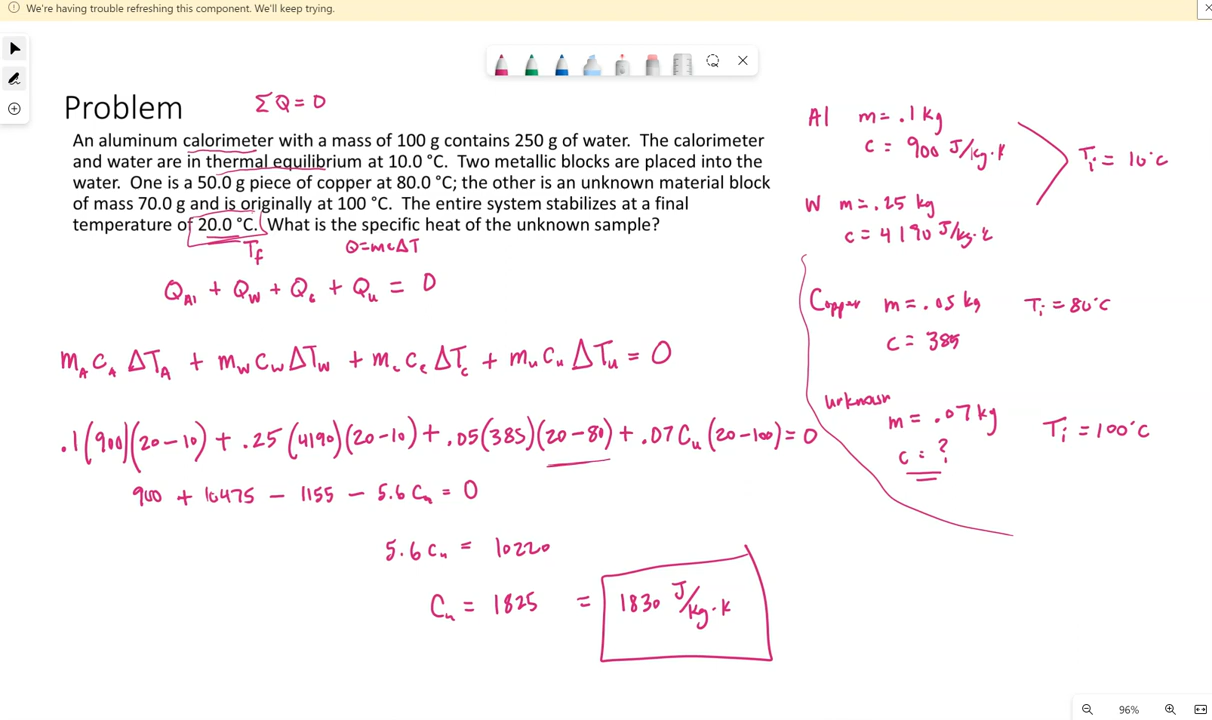 We're having trouble refreshing this component. We'll keep trying.
Problem
ΣQ = 0
An aluminum calorimeter with a mass of 100 g contains 250 g of water. The calorimeter
and water are in thermal equilibrium at 10.0 °C. Two metallic blocks are placed into the
water. One is a 50.0 g piece of copper at 80.0 °C; the other is an unknown material block
of mass 70.0 g and is originally at 100 °C. The entire system stabilizes at a final
temperature of 20.0 °C. What is the specific heat of the unknown sample?
T_f
Q=mcΔT
Q_Al + Q_W + Q_c + Q_u = 0
m_A C_A ΔT_A + m_W C_W ΔT_W + m_c C_c ΔT_c + m_u C_u ΔT_u = 0
.1(900)(20-10) + .25(4190)(20-10) + .05(385)(20-80) + .07 C_u (20-100) = 0
900 + 10475 - 1155 - 5.6 C_u = 0
5.6 C_u = 10220
C_u = 1825 = 1830 J/kg·K
Al m = .1 kg
c = 900 J/kg·K
T_i = 10°C
W m = .25 kg
c = 4190 J/kg·K
Copper m = .05 kg T_i = 80°C
c = 385
unknown
m = .07 kg T_i = 100°C
c = ?
96%